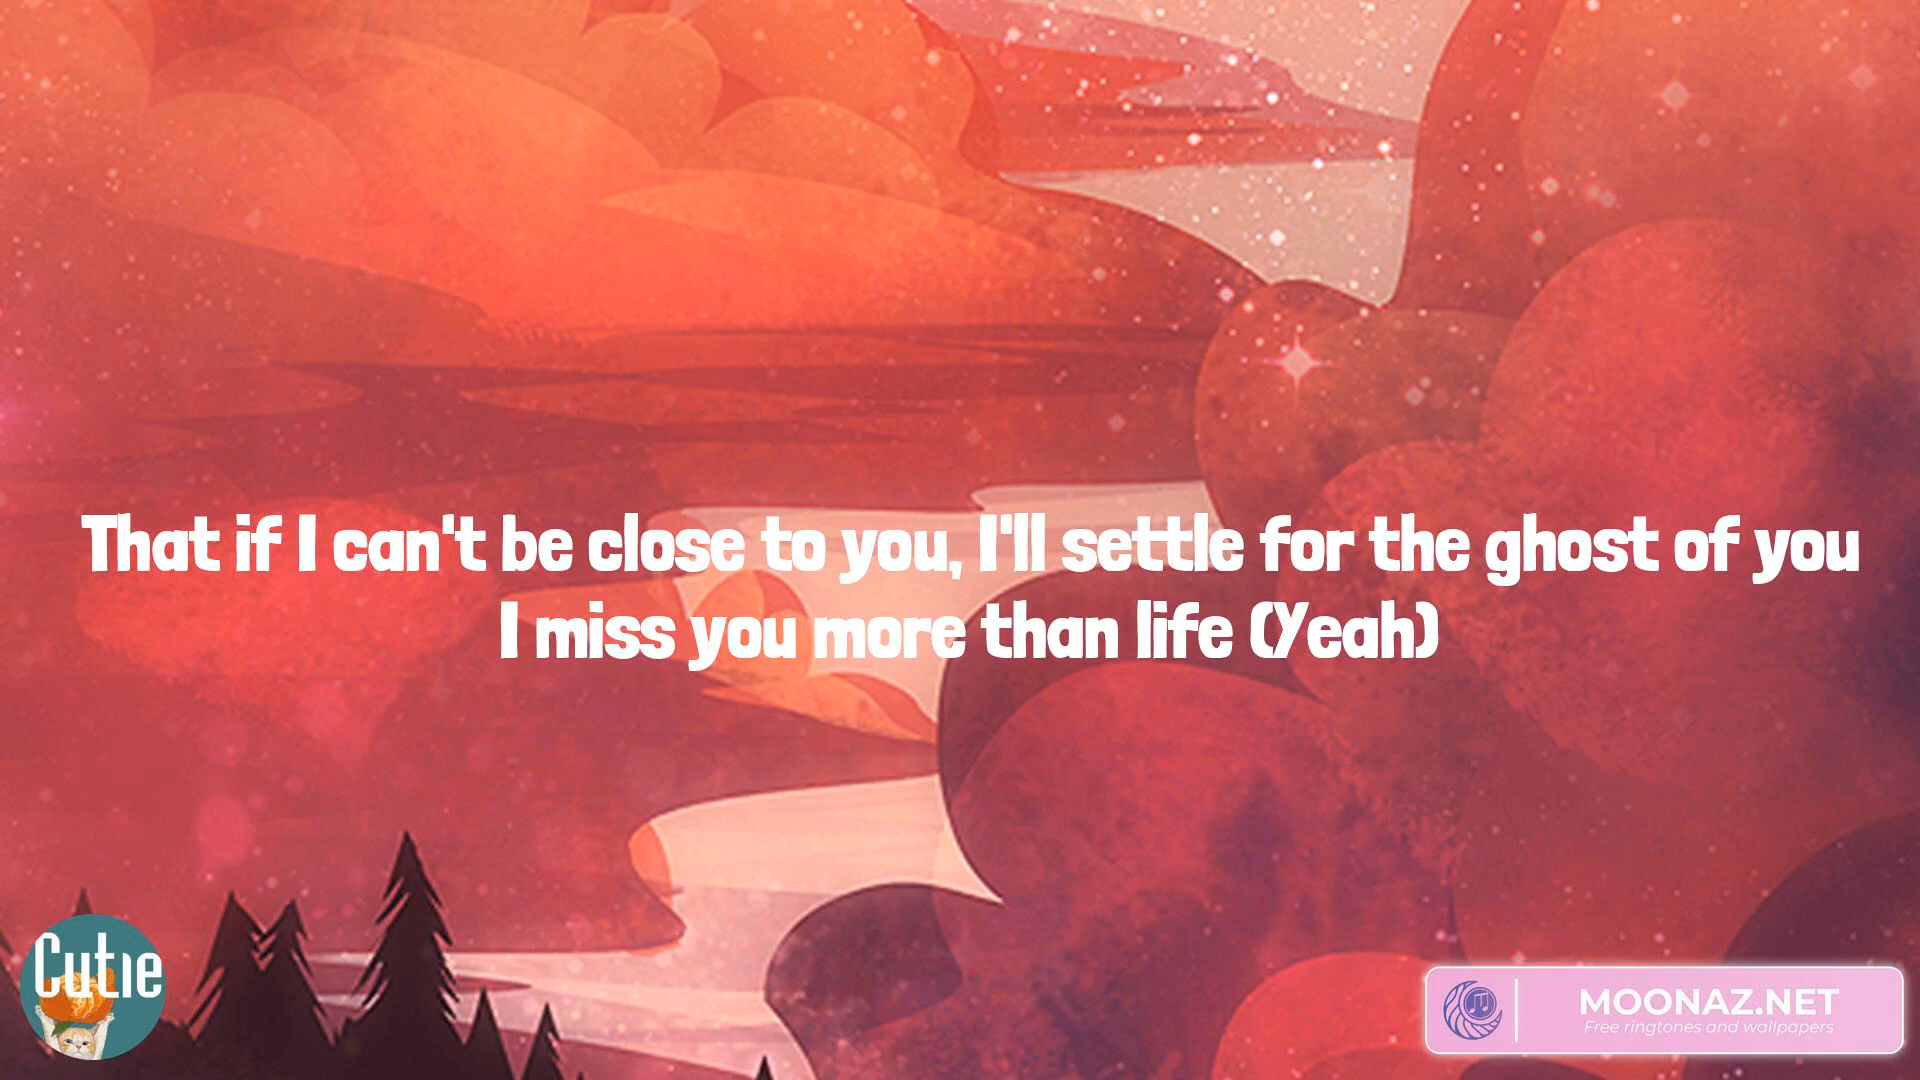 That if I can't be close to you, I'll settle for the ghost of you
I miss you more than life (Yeah)
Cutie
MOONAZ.NET
Free ringtones and wallpapers